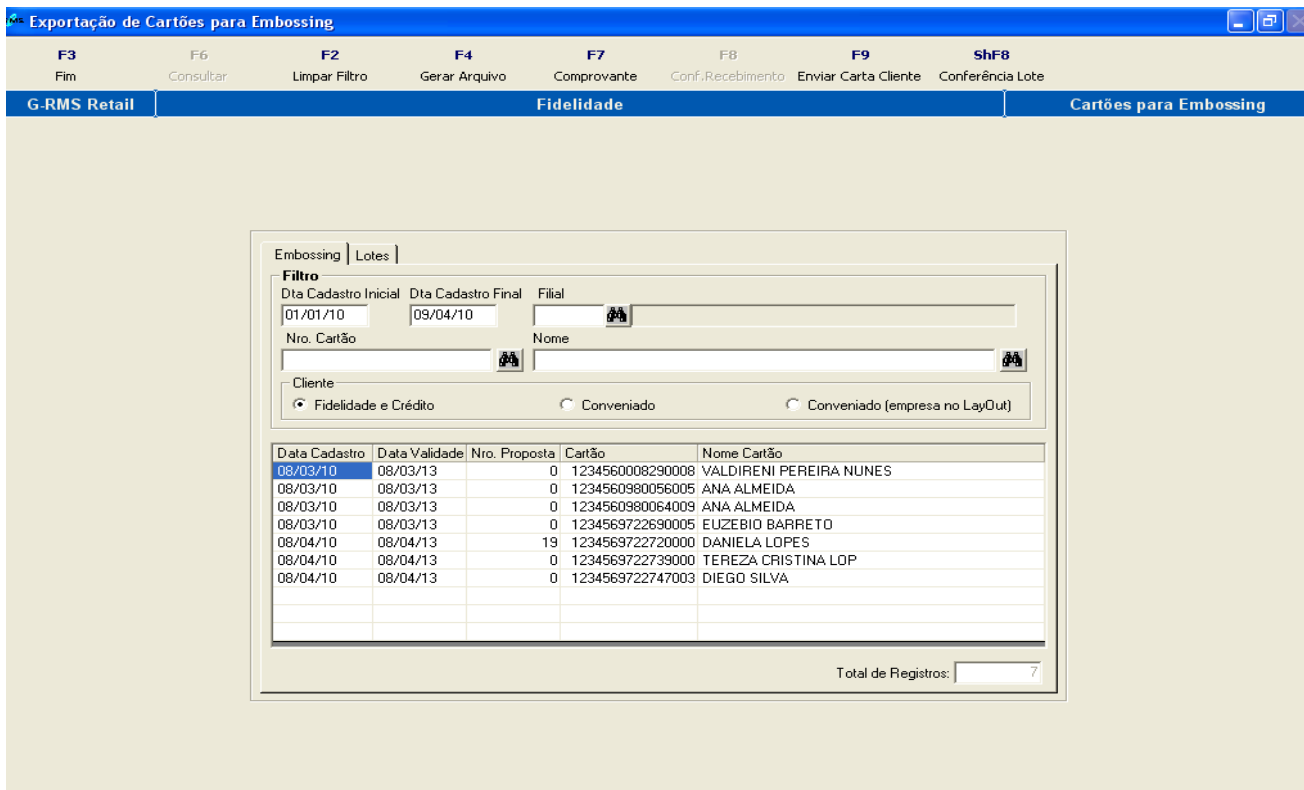 RMS Exportação de Cartões para Embossing
F3 F6 F2 F4 F7 F8 F9 ShF8
Fim Consultar Limpar Filtro Gerar Arquivo Comprovante Conf.Recebimento Enviar Carta Cliente Conferência Lote
G-RMS Retail Fidelidade Cartões para Embossing
Embossing Lotes
Filtro
Dta Cadastro Inicial Dta Cadastro Final Filial
01/01/10 09/04/10
Nro. Cartão Nome
Cliente
Fidelidade e Crédito Conveniado Conveniado (empresa no LayOut)
Data Cadastro Data Validade Nro. Proposta Cartão Nome Cartão
08/03/10 08/03/13 0 1234560008290008 VALDIRENI PEREIRA NUNES
08/03/10 08/03/13 0 1234560980056005 ANA ALMEIDA
08/03/10 08/03/13 0 1234560980064009 ANA ALMEIDA
08/03/10 08/03/13 0 1234569722690005 EUZEBIO BARRETO
08/04/10 08/04/13 19 1234569722720000 DANIELA LOPES
08/04/10 08/04/13 0 1234569722739000 TEREZA CRISTINA LOP
08/04/10 08/04/13 0 1234569722747003 DIEGO SILVA
Total de Registros: 7